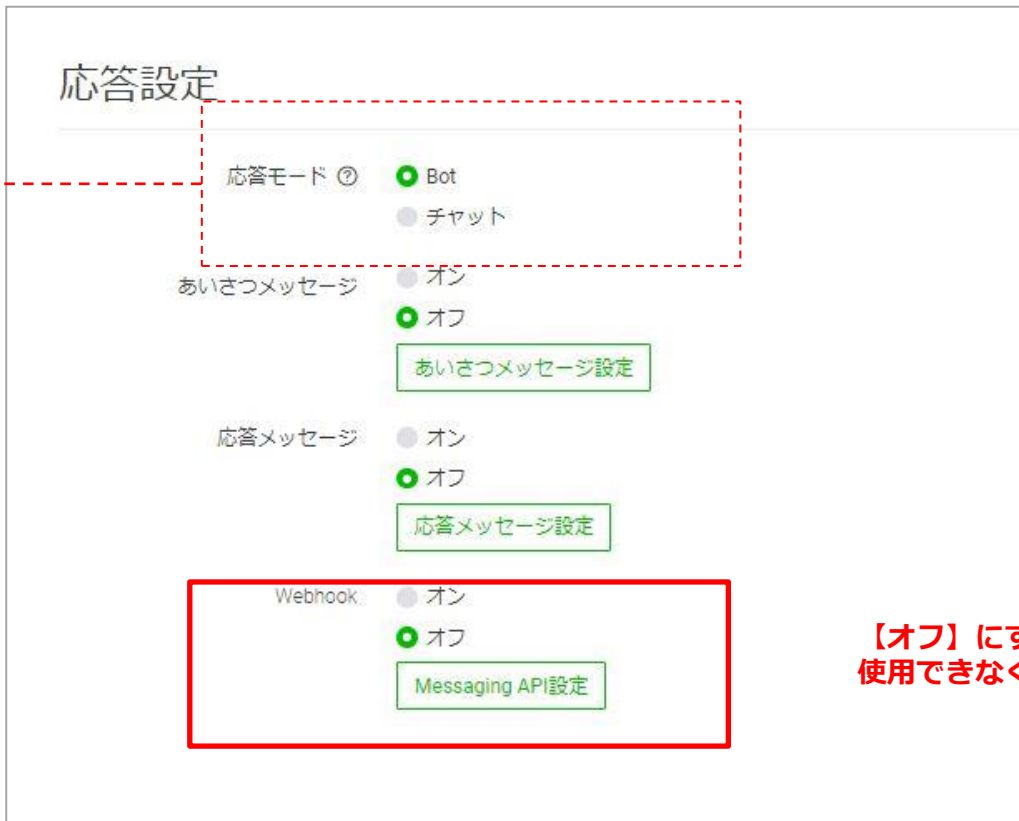 応答設定
応答モード
Bot
チャット
あいさつメッセージ
オン
オフ
あいさつメッセージ設定
応答メッセージ
オン
オフ
応答メッセージ設定
Webhook
オン
オフ
Messaging API設定
【オフ】に
使用できな